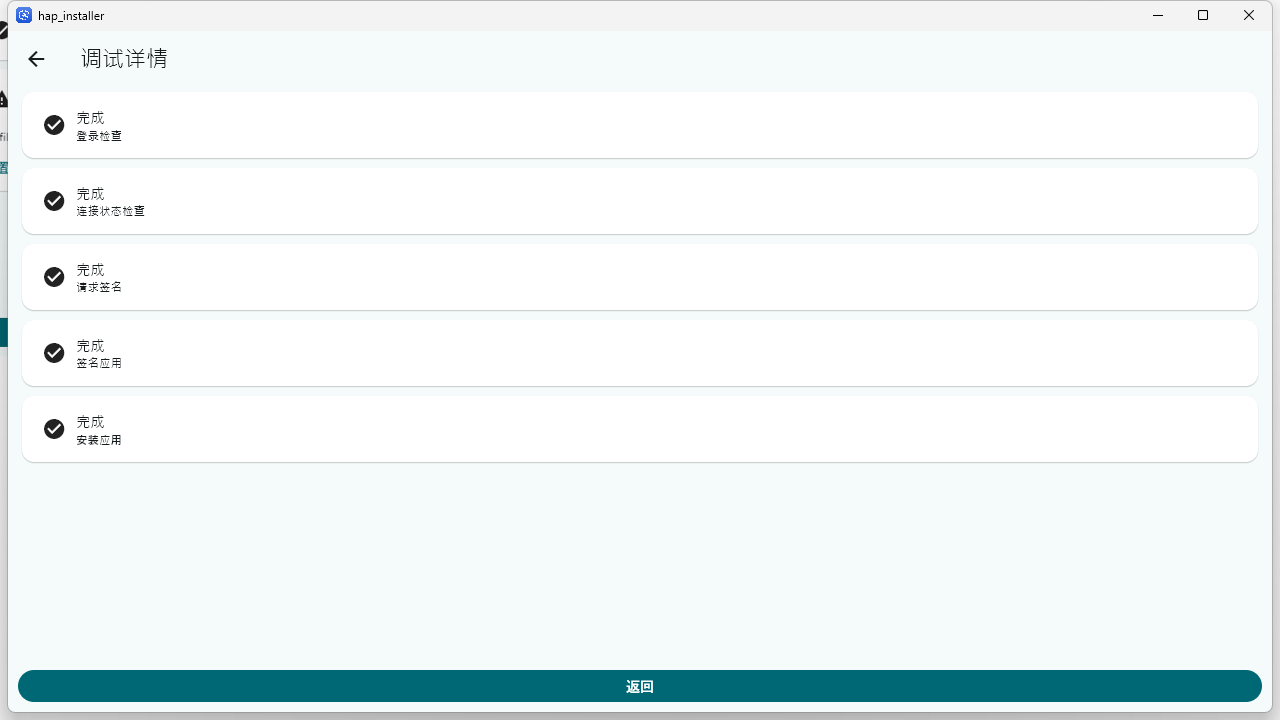 hap_installer
调试详情
完成
登录检查
完成
连接状态检查
完成
请求签名
完成
签名应用
完成
安装应用
返回
fil
置